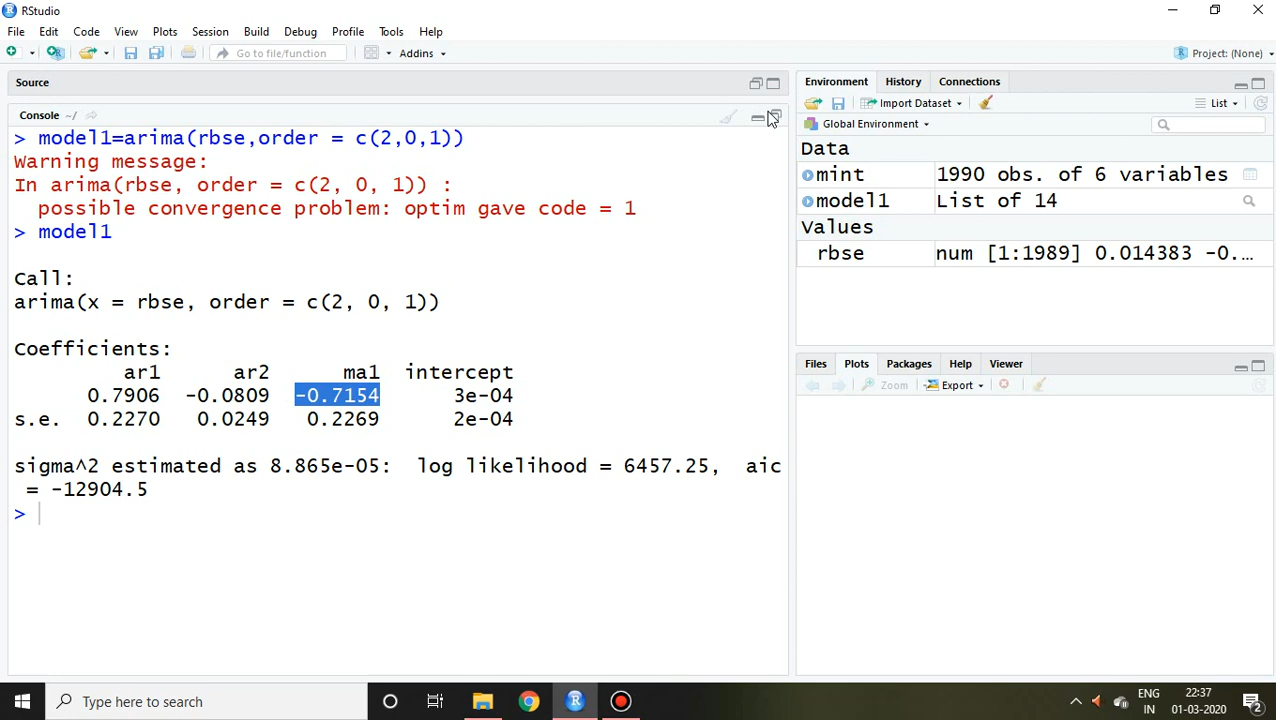 RStudio
File Edit Code View Plots Session Build Debug Profile Tools Help
Go to file/function Addins Project: (None)
Source
Console ~/
> model1=arima(rbse,order = c(2,0,1))
Warning message:
In arima(rbse, order = c(2, 0, 1)) :
possible convergence problem: optim gave code = 1
> model1
Call:
arima(x = rbse, order = c(2, 0, 1))
Coefficients:
ar1 ar2 ma1 intercept
0.7906 -0.0809 -0.7154 3e-04
s.e. 0.2270 0.0249 0.2269 2e-04
sigma^2 estimated as 8.865e-05: log likelihood = 6457.25, aic
= -12904.5
>
Environment History Connections
Import Dataset List
Global Environment
Data
mint 1990 obs. of 6 variables
model1 List of 14
Values
rbse num [1:1989] 0.014383 -0....
Files Plots Packages Help Viewer
Zoom Export
Type here to search
ENG 22:37
IN 01-03-2020 2